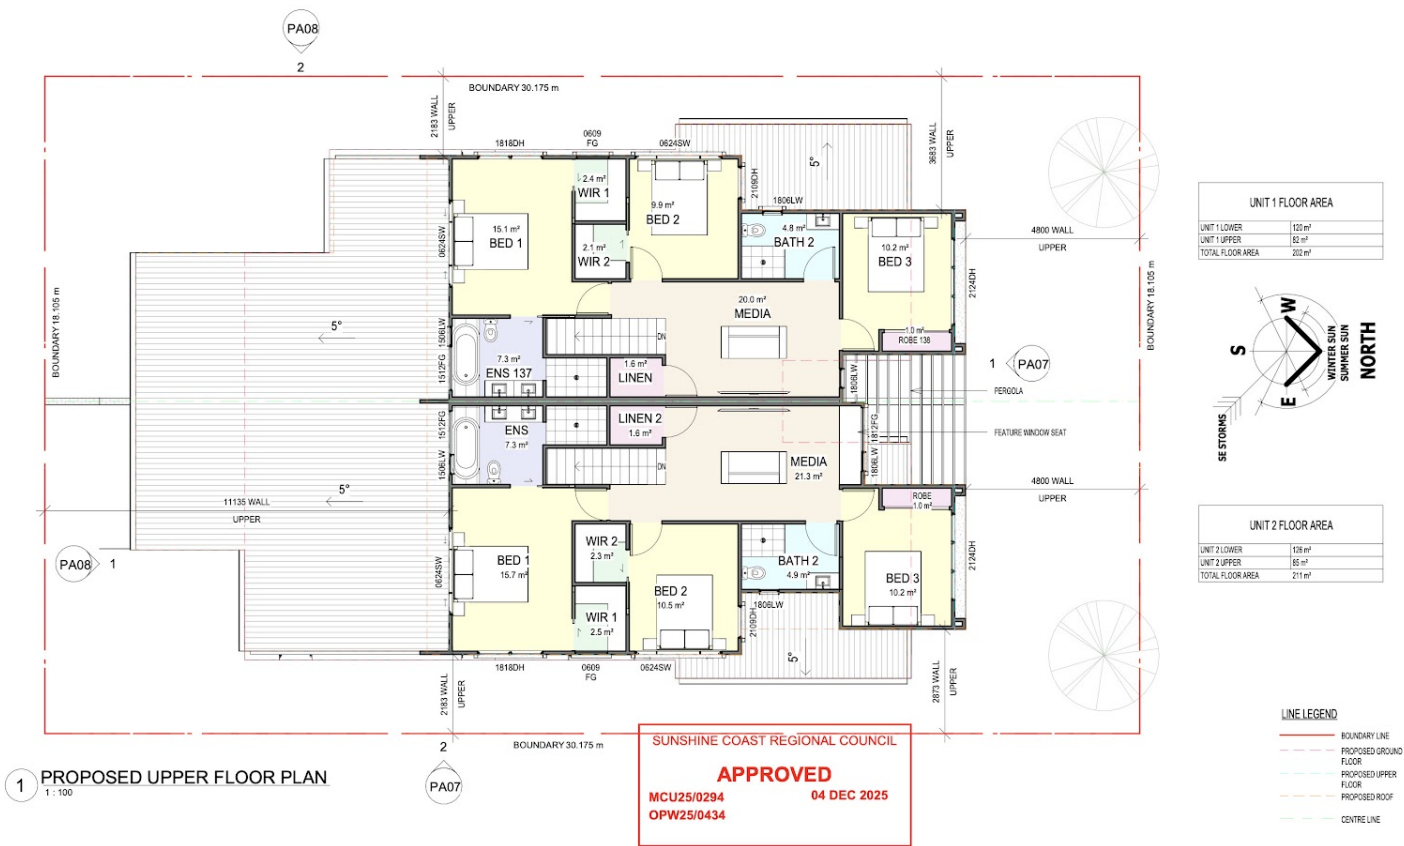 PA08
2
BOUNDARY 30.175 m
2183 WALL
UPPER
3683 WALL
UPPER
1818DH
0609
FG
0624SW
2109DH
1806LW
5°
2.4 m²
WIR 1
9.9 m²
BED 2
15.1 m²
BED 1
2.1 m²
WIR 2
4.8 m²
BATH 2
10.2 m²
BED 3
4800 WALL
UPPER
0624SW
2124DH
BOUNDARY 18.105 m
BOUNDARY 18.105 m
20.0 m²
MEDIA
5°
1506LW
1512FG
DN
1.0 m²
ROBE 138
7.3 m²
ENS 137
1.6 m²
LINEN
1806LW
1
PA07
PERGOLA
LINEN 2
1.6 m²
ENS
7.3 m²
1512FG
1506LW
1812FG
1806LW
FEATURE WINDOW SEAT
DN
MEDIA
21.3 m²
5°
11135 WALL
UPPER
4800 WALL
UPPER
ROBE
1.0 m²
PA08
1
0624SW
BED 1
15.7 m²
WIR 2
2.3 m²
BED 2
10.5 m²
BATH 2
4.9 m²
BED 3
10.2 m²
2124DH
WIR 1
2.5 m²
1806LW
2109DH
5°
1818DH
0609
FG
0624SW
2183 WALL
UPPER
2873 WALL
UPPER
2
PA07
BOUNDARY 30.175 m
1
PROPOSED UPPER FLOOR PLAN
1 : 100
SUNSHINE COAST REGIONAL COUNCIL
APPROVED
MCU25/0294
04 DEC 2025
OPW25/0434
UNIT 1 FLOOR AREA
UNIT 1 LOWER 120 m²
UNIT 1 UPPER 82 m²
TOTAL FLOOR AREA 202 m²
W
S
E
WINTER SUN
SUMMER SUN
NORTH
SE STORMS
UNIT 2 FLOOR AREA
UNIT 2 LOWER 126 m²
UNIT 2 UPPER 85 m²
TOTAL FLOOR AREA 211 m²
LINE LEGEND
BOUNDARY LINE
PROPOSED GROUND
FLOOR
PROPOSED UPPER
FLOOR
PROPOSED ROOF
CENTRE LINE